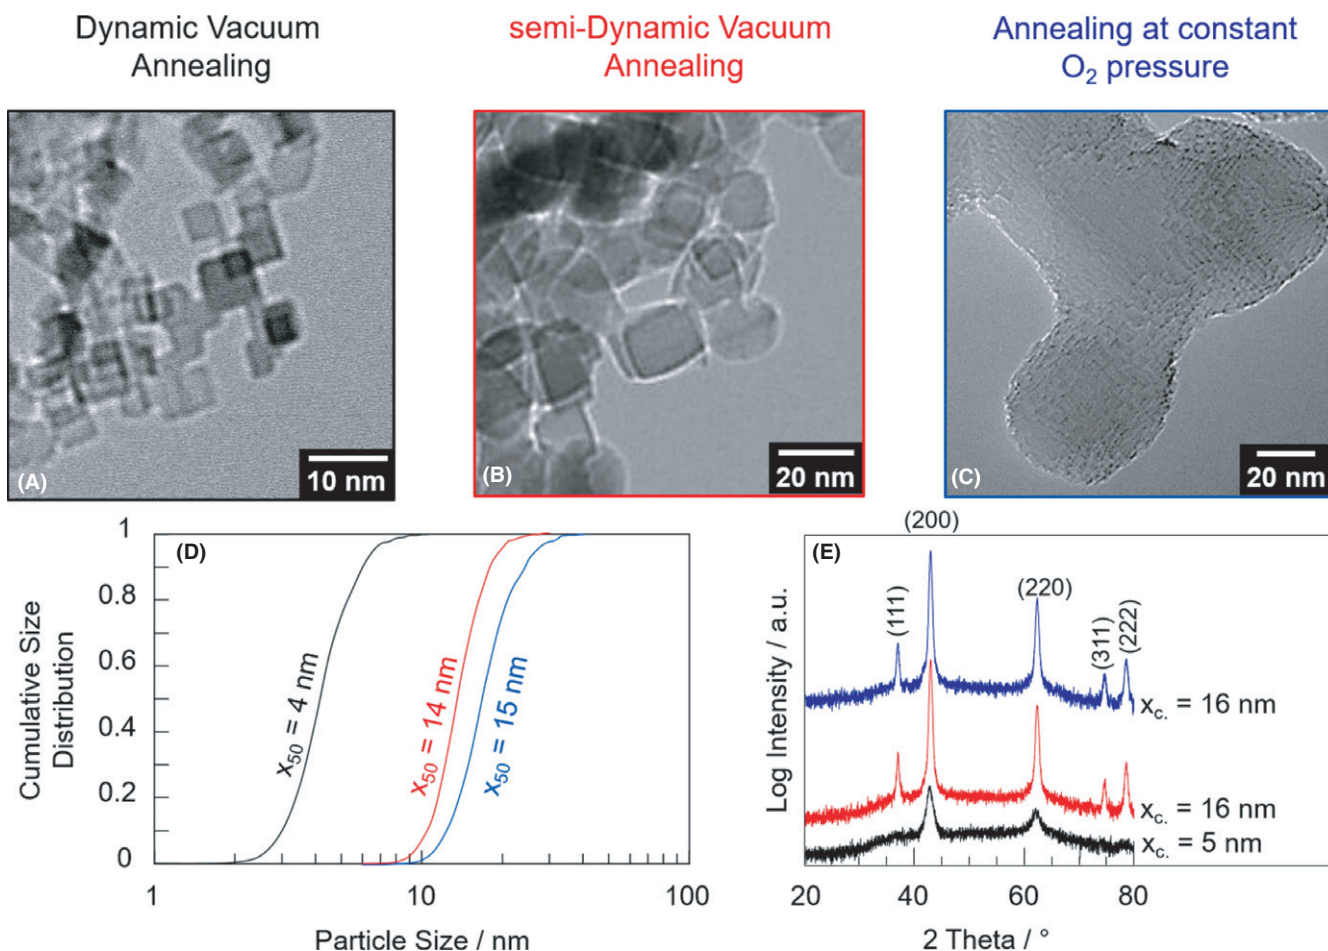 Dynamic Vacuum
Annealing
semi-Dynamic Vacuum
Annealing
Annealing at constant
O₂ pressure
(A)
10 nm
(B)
20 nm
(C)
20 nm
(D)
Cumulative Size
Distribution
1
0.8
0.6
0.4
0.2
0
x₅₀ = 4 nm
x₅₀ = 14 nm
x₅₀ = 15 nm
1
10
100
Particle Size / nm
(E)
Log Intensity / a.u.
(111)
(200)
(220)
(311)
(222)
x_c. = 16 nm
x_c. = 16 nm
x_c. = 5 nm
20
40
60
80
2 Theta / °